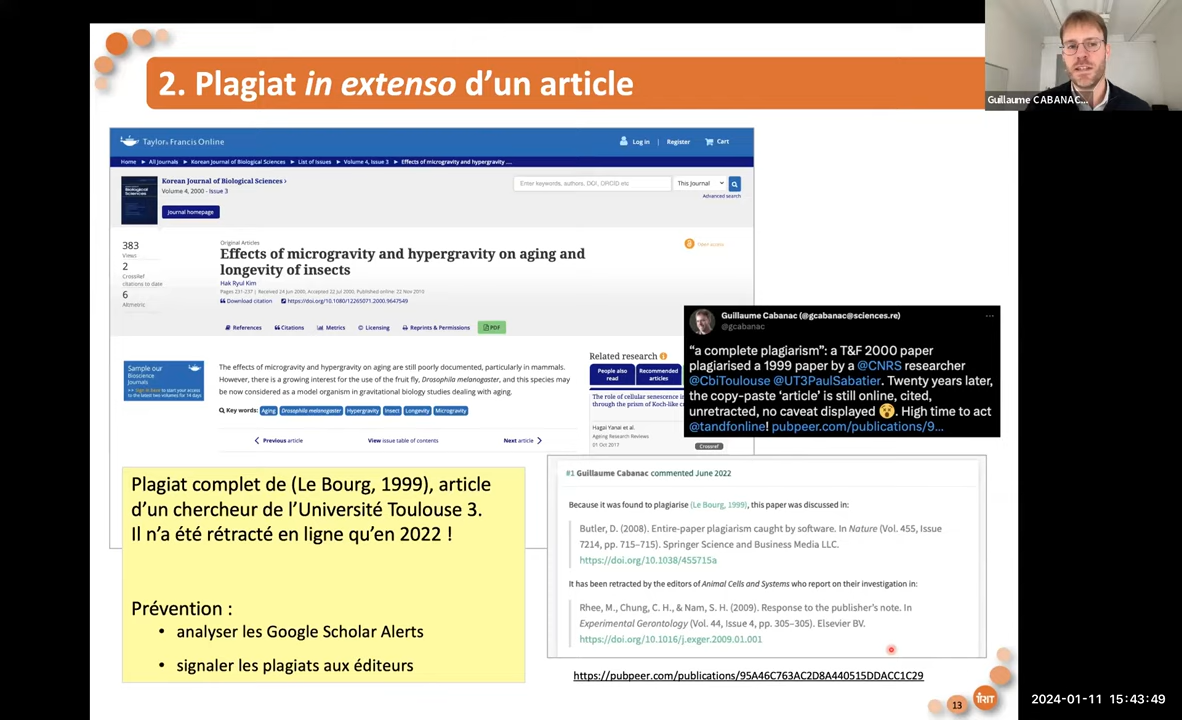 2. Plagiat in extenso d’un article
Guillaume CABANAC...
Taylor & Francis Online
Log in | Register Cart
Home ▸ All Journals ▸ Korean Journal of Biological Sciences ▸ List of Issues ▸ Volume 4, Issue 3 ▸ Effects of microgravity and hypergravity ....
Korean Journal of Biological Sciences ›
Volume 4, 2000 - Issue 3
Enter keywords, authors, DOI, ORCID etc
This Journal
Advanced search
Journal homepage
383
Views
2
CrossRef
citations to date
6
Altmetric
Original Articles
Effects of microgravity and hypergravity on aging and
longevity of insects
Hak Ryul Kim
Pages 231-237 | Received 24 Jun 2000, Accepted 22 Jul 2000, Published online: 22 Nov 2010
Download citation https://doi.org/10.1080/12265071.2000.9647549
Open access
References Citations Metrics Licensing Reprints & Permissions PDF
Sample our
Bioscience
Journals
The effects of microgravity and hypergravity on aging are still poorly documented, particularly in mammals.
However, there is a growing interest for the use of the fruit fly, Drosophila melanogaster, and this species may
be now considered as a model organism in gravitational biology studies dealing with aging.
Key words: Aging Drosophila melanogaster Hypergravity Insect Longevity Microgravity
Previous article View issue table of contents Next article
Related research
People also
read
Recommended
articles
The role of cellular senescence in
through the prism of Koch-like cr
Hagai Yanai et al.
Ageing Research Reviews
01 Oct 2017
Crossref
Guillaume Cabanac (@gcabanac@sciences.re)
@gcabanac
“a complete plagiarism”: a T&F 2000 paper
plagiarised a 1999 paper by a @CNRS researcher
@CbiToulouse @UT3PaulSabatier. Twenty years later,
the copy-paste ‘article’ is still online, cited,
unretracted, no caveat displayed 😲. High time to act
@tandfonline! pubpeer.com/publications/9...
Plagiat complet de (Le Bourg, 1999), article
d’un chercheur de l’Université Toulouse 3.
Il n’a été rétracté en ligne qu’en 2022 !
Prévention :
• analyser les Google Scholar Alerts
• signaler les plagiats aux éditeurs
#1 Guillaume Cabanac commented June 2022
Because it was found to plagiarise (Le Bourg, 1999), this paper was discussed in:
Butler, D. (2008). Entire-paper plagiarism caught by software. In Nature (Vol. 455, Issue
7214, pp. 715–715). Springer Science and Business Media LLC.
https://doi.org/10.1038/455715a
It has been retracted by the editors of Animal Cells and Systems who report on their investigation in:
Rhee, M., Chung, C. H., & Nam, S. H. (2009). Response to the publisher’s note. In
Experimental Gerontology (Vol. 44, Issue 4, pp. 305–305). Elsevier BV.
https://doi.org/10.1016/j.exger.2009.01.001
https://pubpeer.com/publications/95A46C763AC2D8A440515DDACC1C29
13
IRIT
2024-01-11 15:43:49